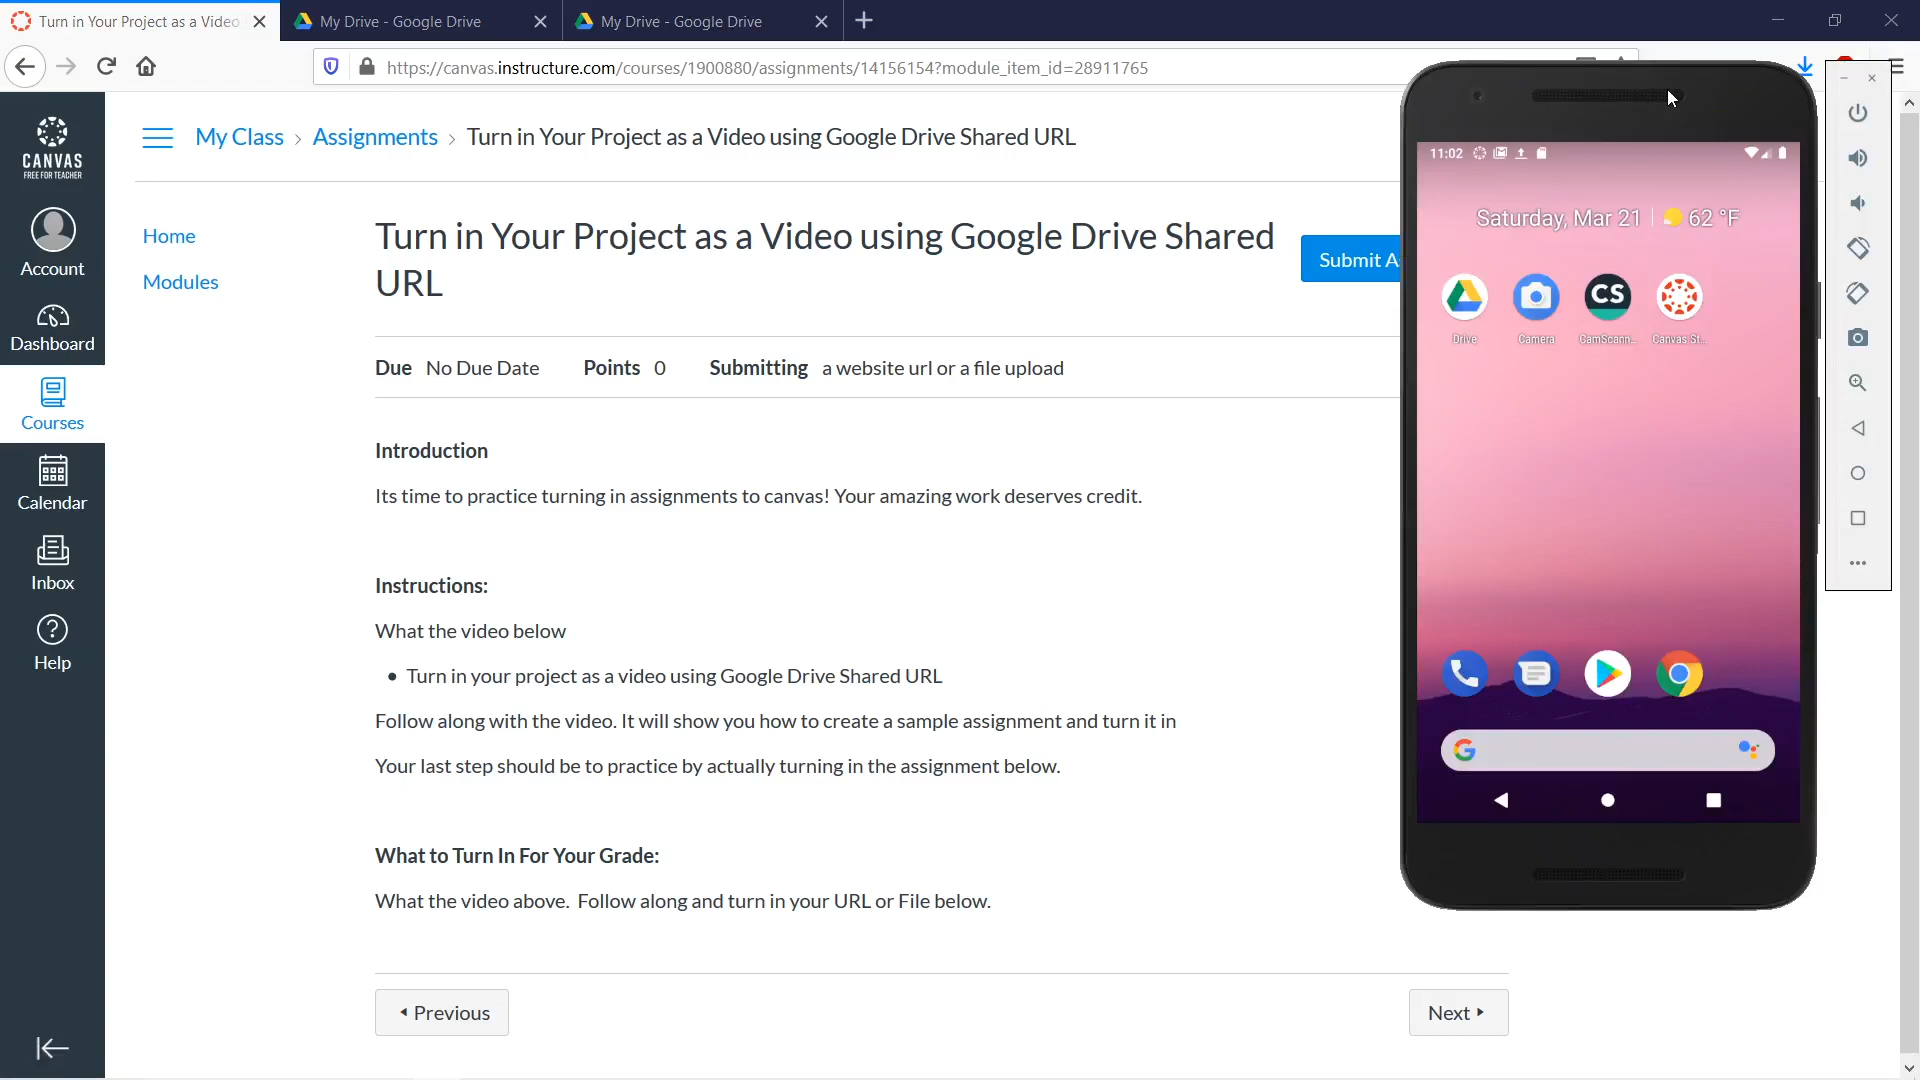 Turn in Your Project as a Video
My Drive - Google Drive
My Drive - Google Drive
https://canvas.instructure.com/courses/1900880/assignments/14156154?module_item_id=28911765
CANVAS
FREE FOR TEACHER
Account
Dashboard
Courses
Calendar
Inbox
Help
My Class › Assignments › Turn in Your Project as a Video using Google Drive Shared URL
Home
Modules
Turn in Your Project as a Video using Google Drive Shared
URL
Submit A
Due No Due Date Points 0 Submitting a website url or a file upload
Introduction
Its time to practice turning in assignments to canvas! Your amazing work deserves credit.
Instructions:
What the video below
• Turn in your project as a video using Google Drive Shared URL
Follow along with the video. It will show you how to create a sample assignment and turn it in
Your last step should be to practice by actually turning in the assignment below.
What to Turn In For Your Grade:
What the video above. Follow along and turn in your URL or File below.
Previous
Next
11:02
Saturday, Mar 21 | 62 °F
CS
Drive
Camera
CamScann...
Canvas St...
G